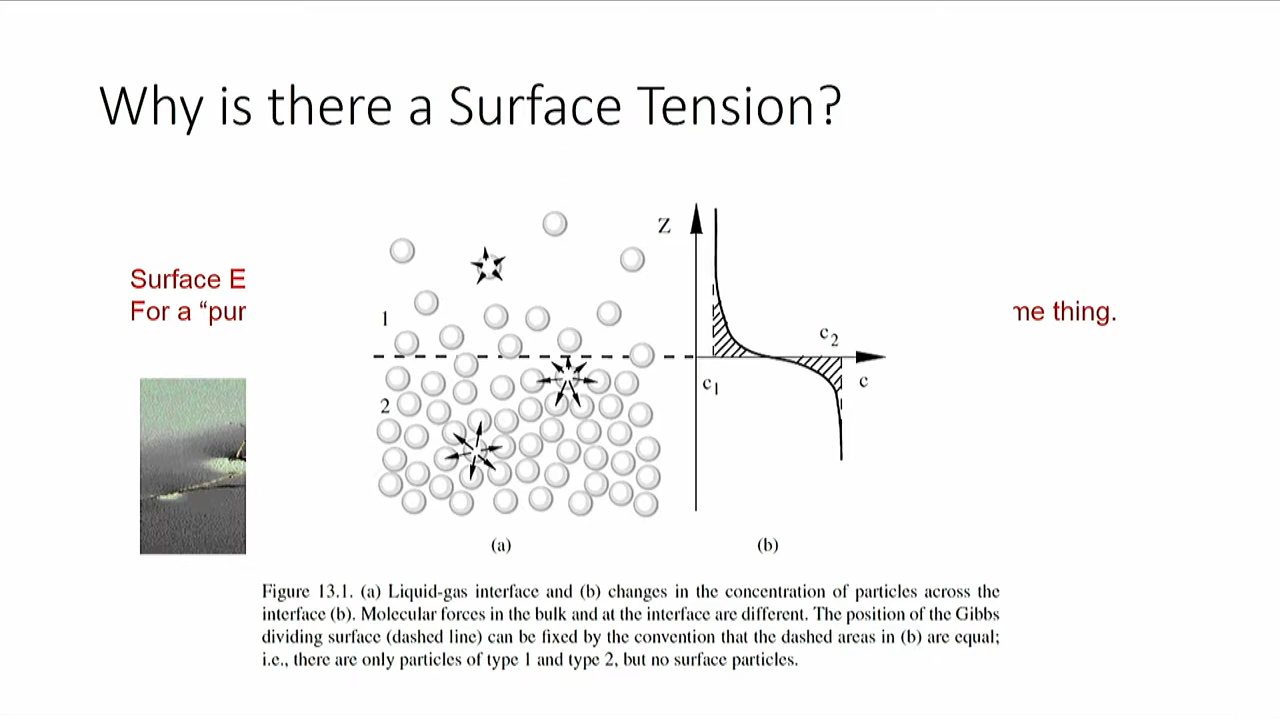 Why is there a Surface Tension?
Surface E
For a “pur
me thing.
Z
1
2
c2
c1
c
(a)
(b)
Figure 13.1. (a) Liquid-gas interface and (b) changes in the concentration of particles across the
interface (b). Molecular forces in the bulk and at the interface are different. The position of the Gibbs
dividing surface (dashed line) can be fixed by the convention that the dashed areas in (b) are equal;
i.e., there are only particles of type 1 and type 2, but no surface particles.